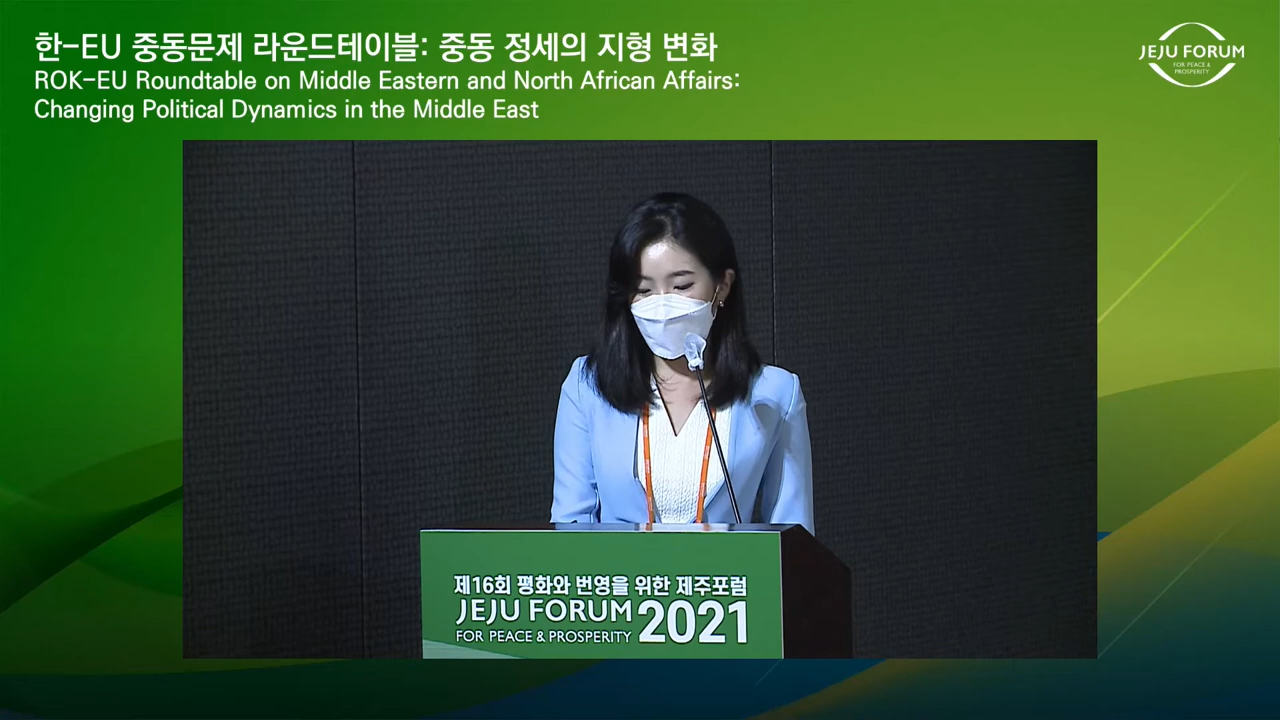 한-EU 중동문제 라운드테이블: 중동 정세의 지형 변화
ROK-EU Roundtable on Middle Eastern and North African Affairs:
Changing Political Dynamics in the Middle East
JEJU FORUM
FOR PEACE &
PROSPERITY
제16회 평화와 번영을 위한 제주포럼
JEJU FORUM 2021
FOR PEACE & PROSPERITY